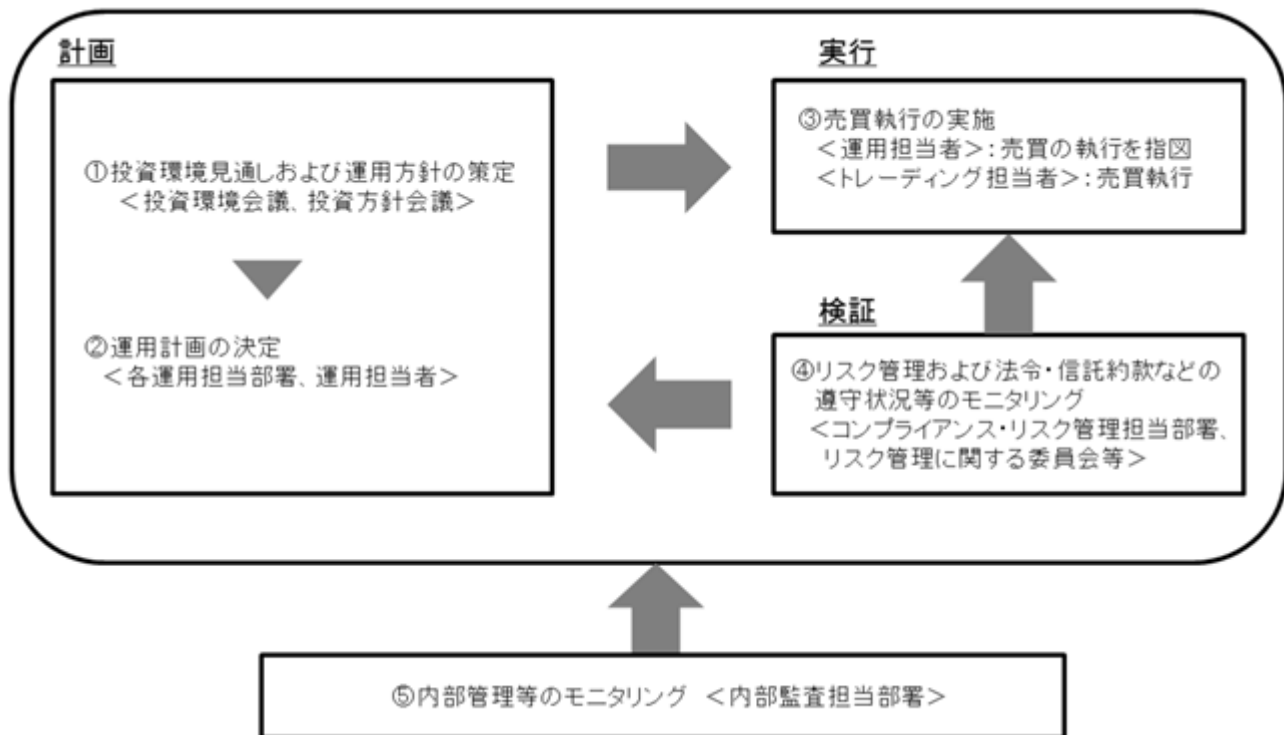 計画
①投資環境見通しおよび運用方針の策定
＜投資環境会議、投資方針会議＞
②運用計画の決定
＜各運用担当部署、運用担当者＞
実行
③売買執行の実施
＜運用担当者＞：売買の執行を指図
＜トレーディング担当者＞：売買執行
検証
④リスク管理および法令・信託約款などの
遵守状況等のモニタリング
＜コンプライアンス・リスク管理担当部署、
リスク管理に関する委員会等＞
⑤内部管理等のモニタリング ＜内部監査担当部署＞